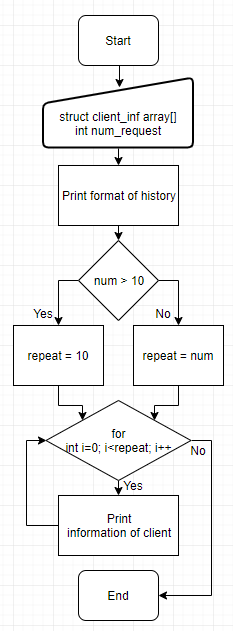 Start
struct client_inf array[]
int num_request
Print format of history
num > 10
Yes
No
repeat = 10
repeat = num
for
int i=0; i<repeat; i++
No
Yes
Print
information of client
End